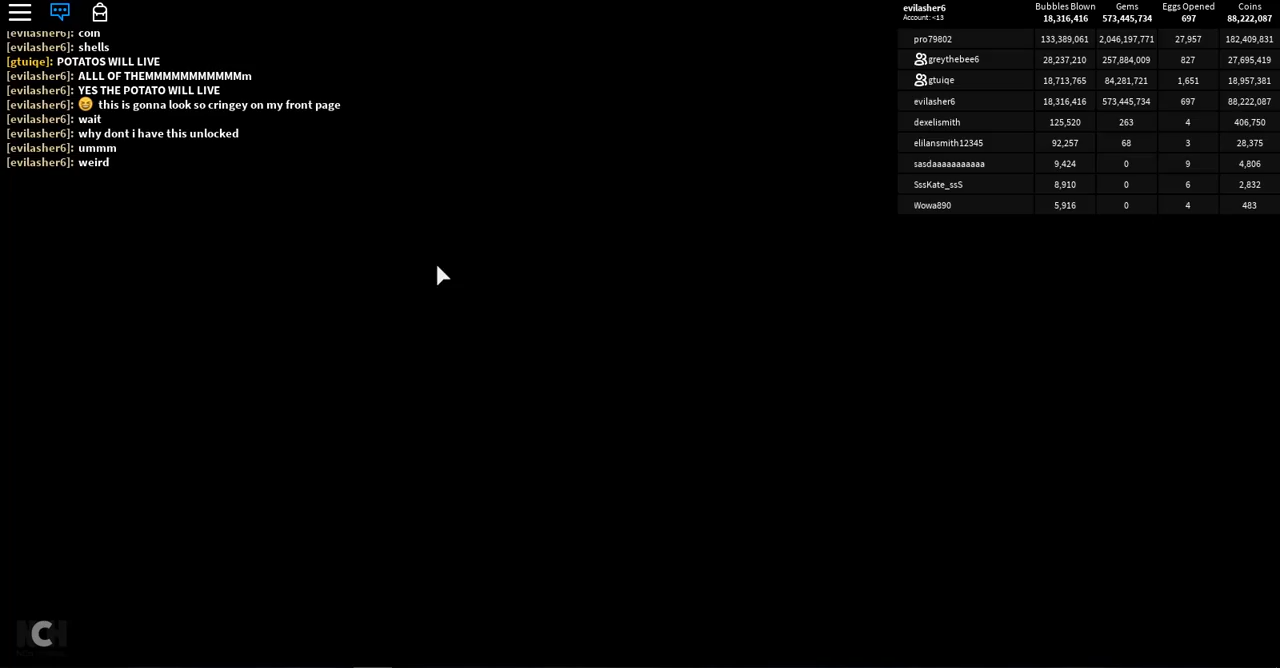 [evilasher6]: coin
[evilasher6]: shells
[gtuiqe]: POTATOS WILL LIVE
[evilasher6]: ALLL OF THEMMMMMMMMMMMm
[evilasher6]: YES THE POTATO WILL LIVE
[evilasher6]: 😆 this is gonna look so cringey on my front page
[evilasher6]: wait
[evilasher6]: why dont i have this unlocked
[evilasher6]: ummm
[evilasher6]: weird
evilasher6 Bubbles Blown Gems Eggs Opened Coins
Account: <13 18,316,416 573,445,734 697 88,222,087
pro79802 133,389,061 2,046,197,771 27,957 182,409,831
greythebee6 28,237,210 257,884,009 827 27,695,419
gtuiqe 18,713,765 84,281,721 1,651 18,957,381
evilasher6 18,316,416 573,445,734 697 88,222,087
dexelismith 125,520 263 4 406,750
elilansmith12345 92,257 68 3 28,375
sasdaaaaaaaaaaa 9,424 0 9 4,806
SssKate_ssS 8,910 0 6 2,832
Wowa890 5,916 0 4 483